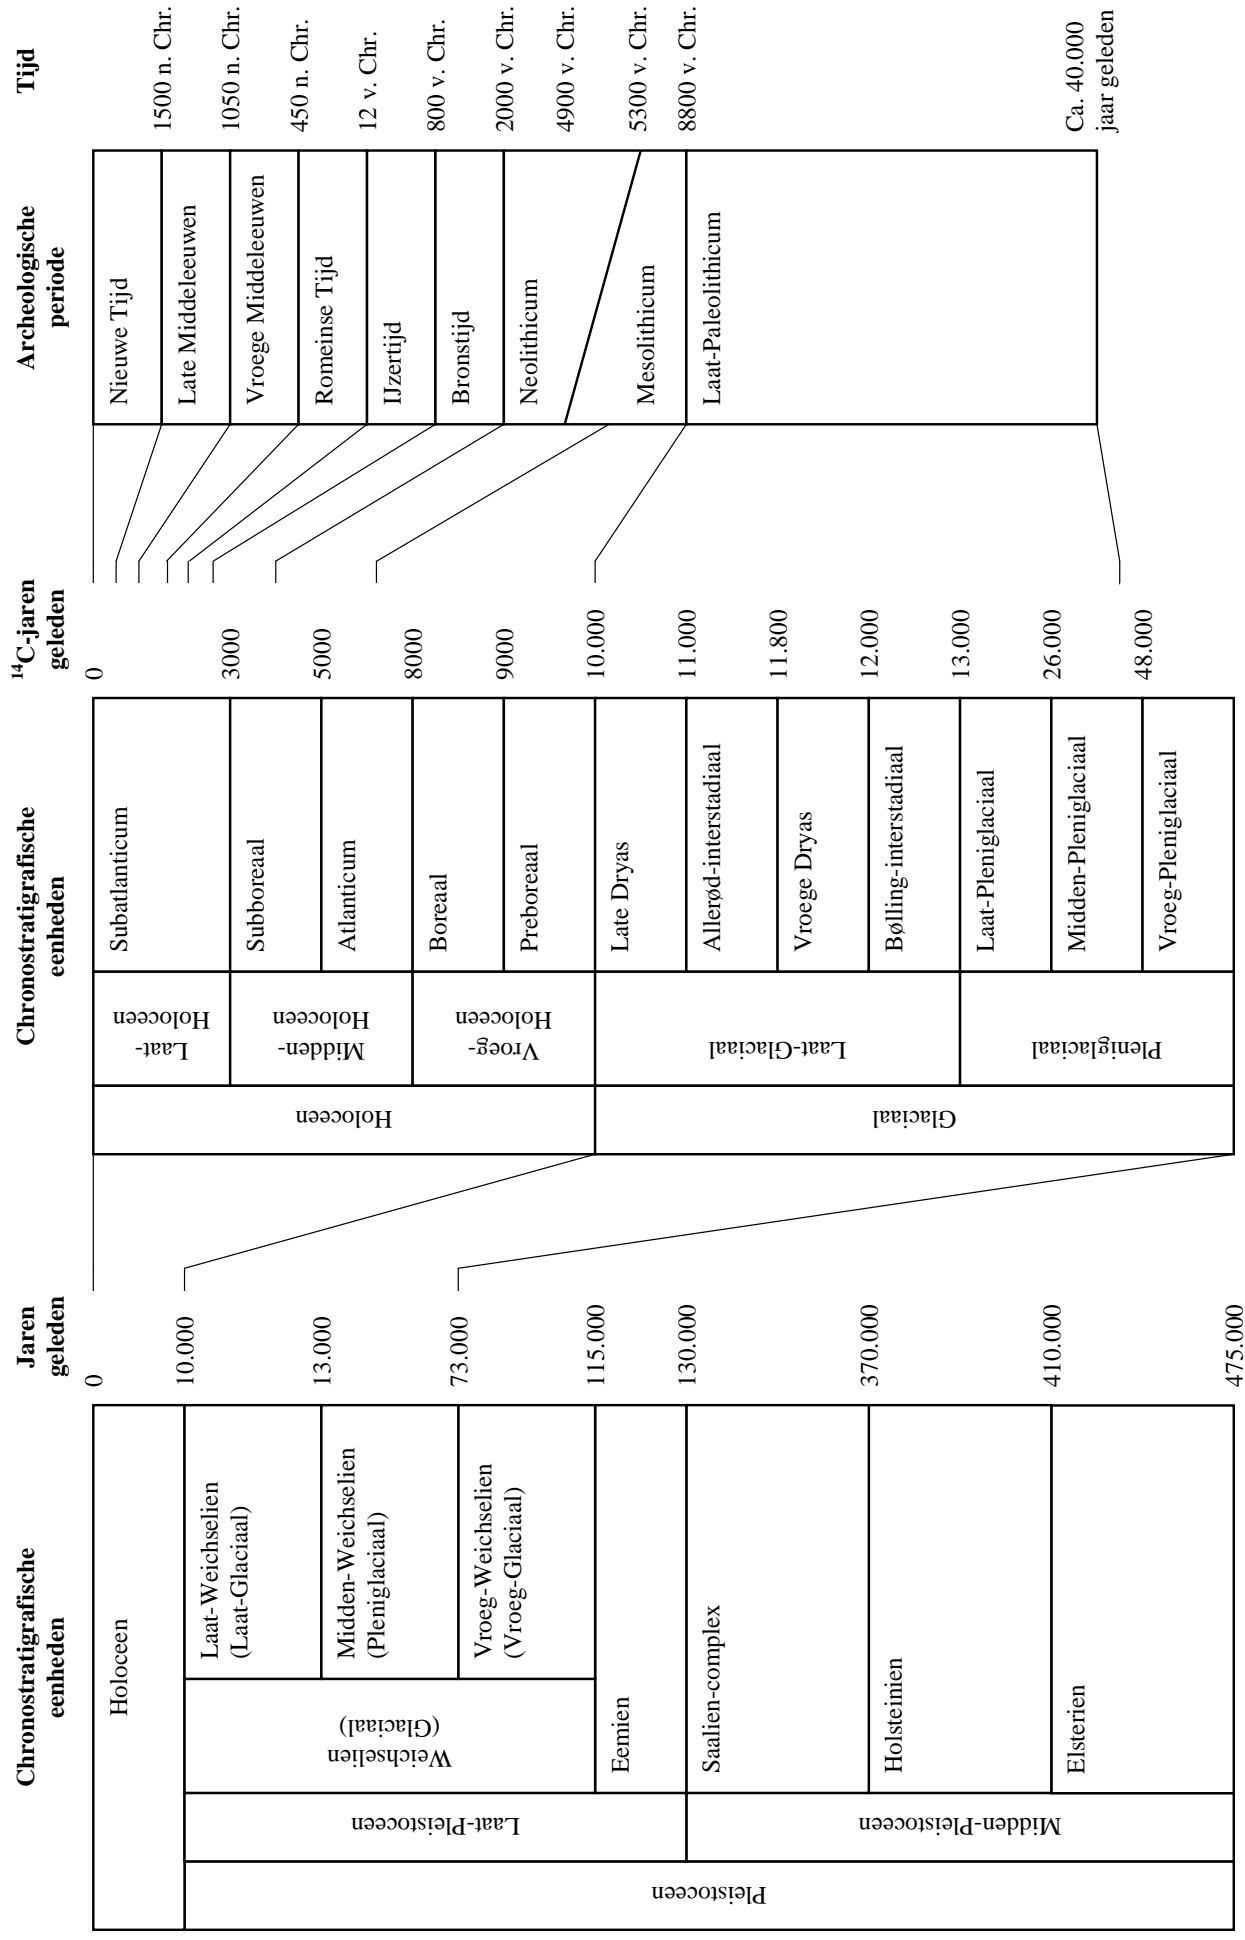 Chronostratigrafische
eenheden
Jaren
geleden
Chronostratigrafische
eenheden
14C-jaren
geleden
Archeologische
periode
Tijd
Pleistoceen
Laat-Pleistoceen
Midden-Pleistoceen
Weichselien
(Glaciaal)
Holoceen
Laat-Weichselien
(Laat-Glaciaal)
Midden-Weichselien
(Pleniglaciaal)
Vroeg-Weichselien
(Vroeg-Glaciaal)
Eemien
Saalien-complex
Holsteinien
Elsterien
0
10.000
13.000
73.000
115.000
130.000
370.000
410.000
475.000
Holoceen
Glaciaal
Laat-
Holoceen
Midden-
Holoceen
Vroeg-
Holoceen
Laat-Glaciaal
Pleniglaciaal
Subatlanticum
Subboreaal
Atlanticum
Boreaal
Preboreaal
Late Dryas
Allerød-interstadiaal
Vroege Dryas
Bølling-interstadiaal
Laat-Pleniglaciaal
Midden-Pleniglaciaal
Vroeg-Pleniglaciaal
0
3000
5000
8000
9000
10.000
11.000
11.800
12.000
13.000
26.000
48.000
Nieuwe Tijd
Late Middeleeuwen
Vroege Middeleeuwen
Romeinse Tijd
IJzertijd
Bronstijd
Neolithicum
Mesolithicum
Laat-Paleolithicum
1500 n. Chr.
1050 n. Chr.
450 n. Chr.
12 v. Chr.
800 v. Chr.
2000 v. Chr.
4900 v. Chr.
5300 v. Chr.
8800 v. Chr.
Ca. 40.000
jaar geleden